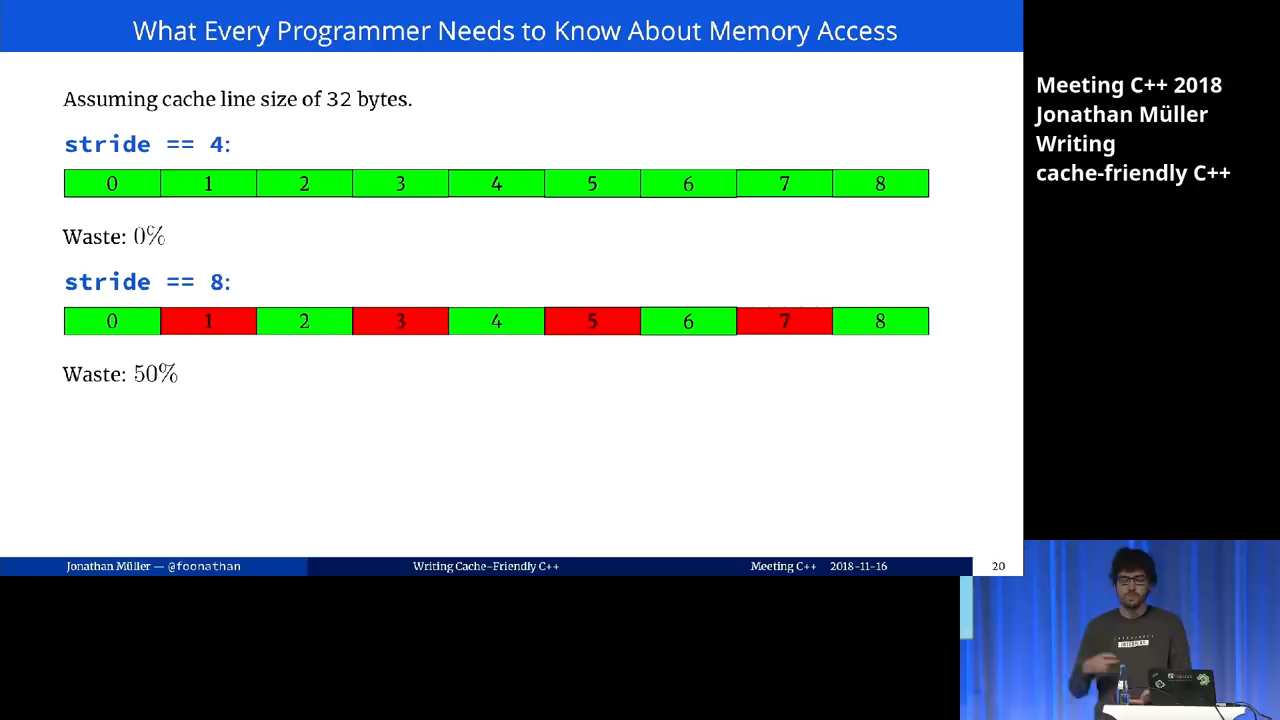 What Every Programmer Needs to Know About Memory Access
Assuming cache line size of 32 bytes.
stride == 4:
0 1 2 3 4 5 6 7 8
Waste: 0%
stride == 8:
0 1 2 3 4 5 6 7 8
Waste: 50%
Jonathan Müller — @foonathan Writing Cache-Friendly C++ Meeting C++ 2018-11-16 20
Meeting C++ 2018
Jonathan Müller
Writing
cache-friendly C++